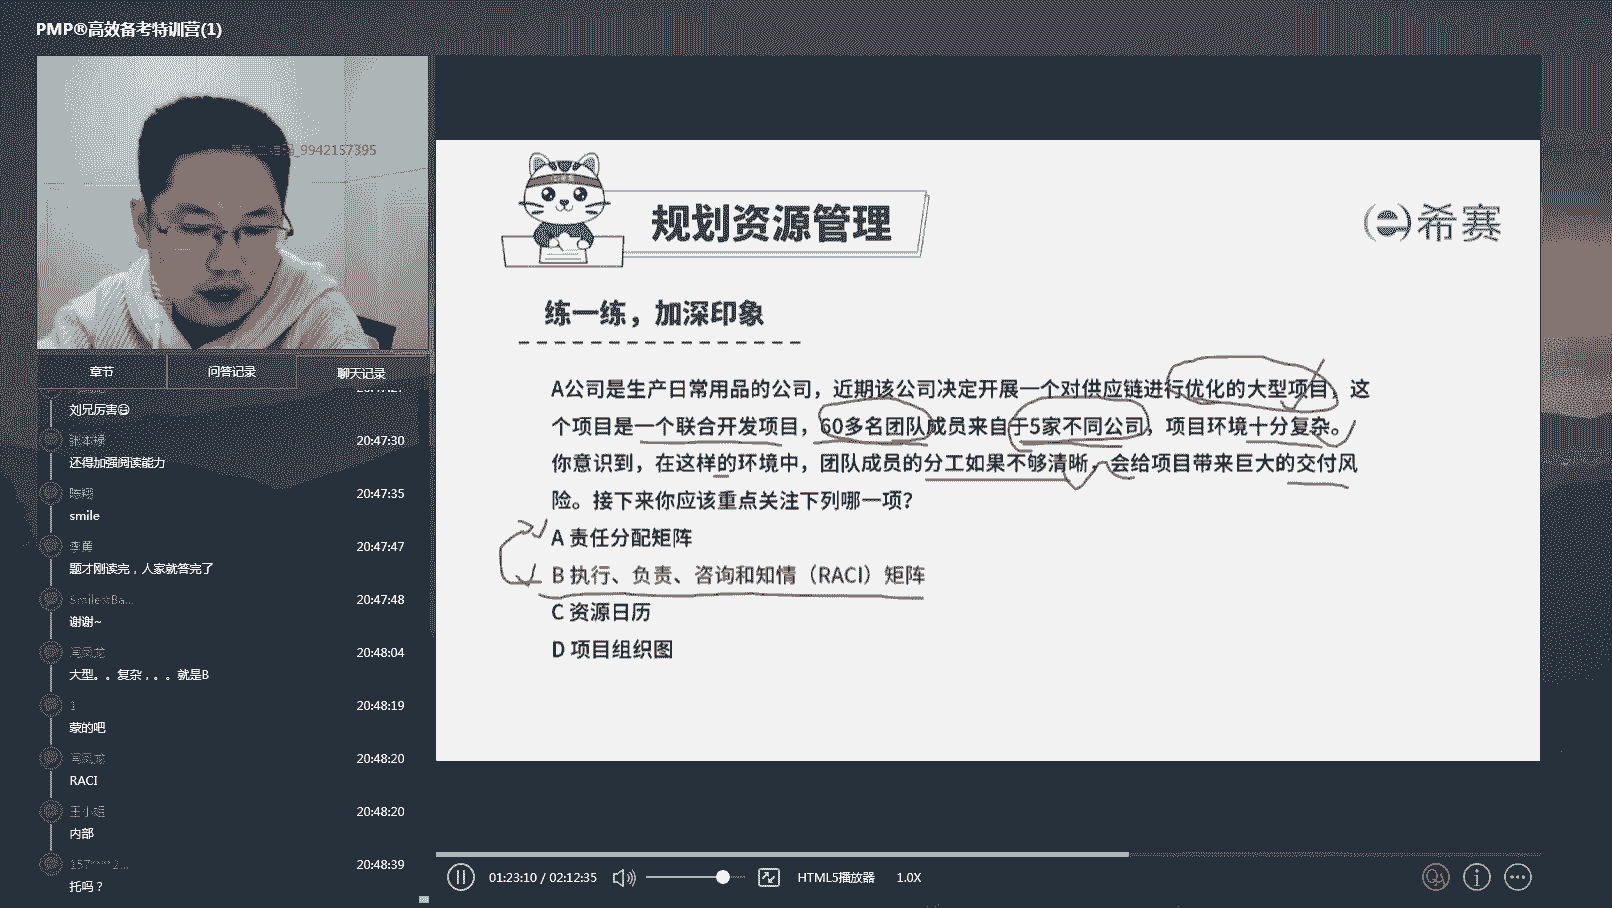 PMP®高效备考特训营(1)
_9942157395
章节
问答记录
聊天记录
刘兄厉害
张本禄
20:47:30
还得加强阅读能力
陈翔
20:47:35
smile
李勇
20:47:47
题才刚读完，人家就答完了
20:47:48
谢谢~
20:48:04
大型。。复杂，。。就是B
1
20:48:19
蒙的吧
20:48:20
RACI
20:48:20
内部
20:48:39
托吗？
规划资源管理
希赛
练一练，加深印象
A公司是生产日常用品的公司，近期该公司决定开展一个对供应链进行优化的大型项目，这
个项目是一个联合开发项目，60多名团队成员来自于5家不同公司，项目环境十分复杂。
你意识到，在这样的环境中，团队成员的分工如果不够清晰，会给项目带来巨大的交付风
险。接下来你应该重点关注下列哪一项？
A 责任分配矩阵
B 执行、负责、咨询和知情（RACI）矩阵
C 资源日历
D 项目组织图
01:23:10 / 02:12:35
HTML5播放器
1.0X